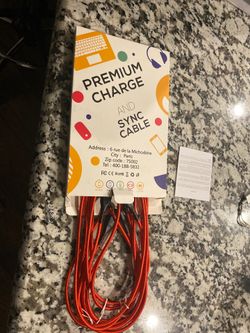 PREMIUM
CHARGE
AND
SYNC
CABLE
Address : 6 rue de la Michodière
City : Paris
Zip code : 75002
Tel : 400-188-5831